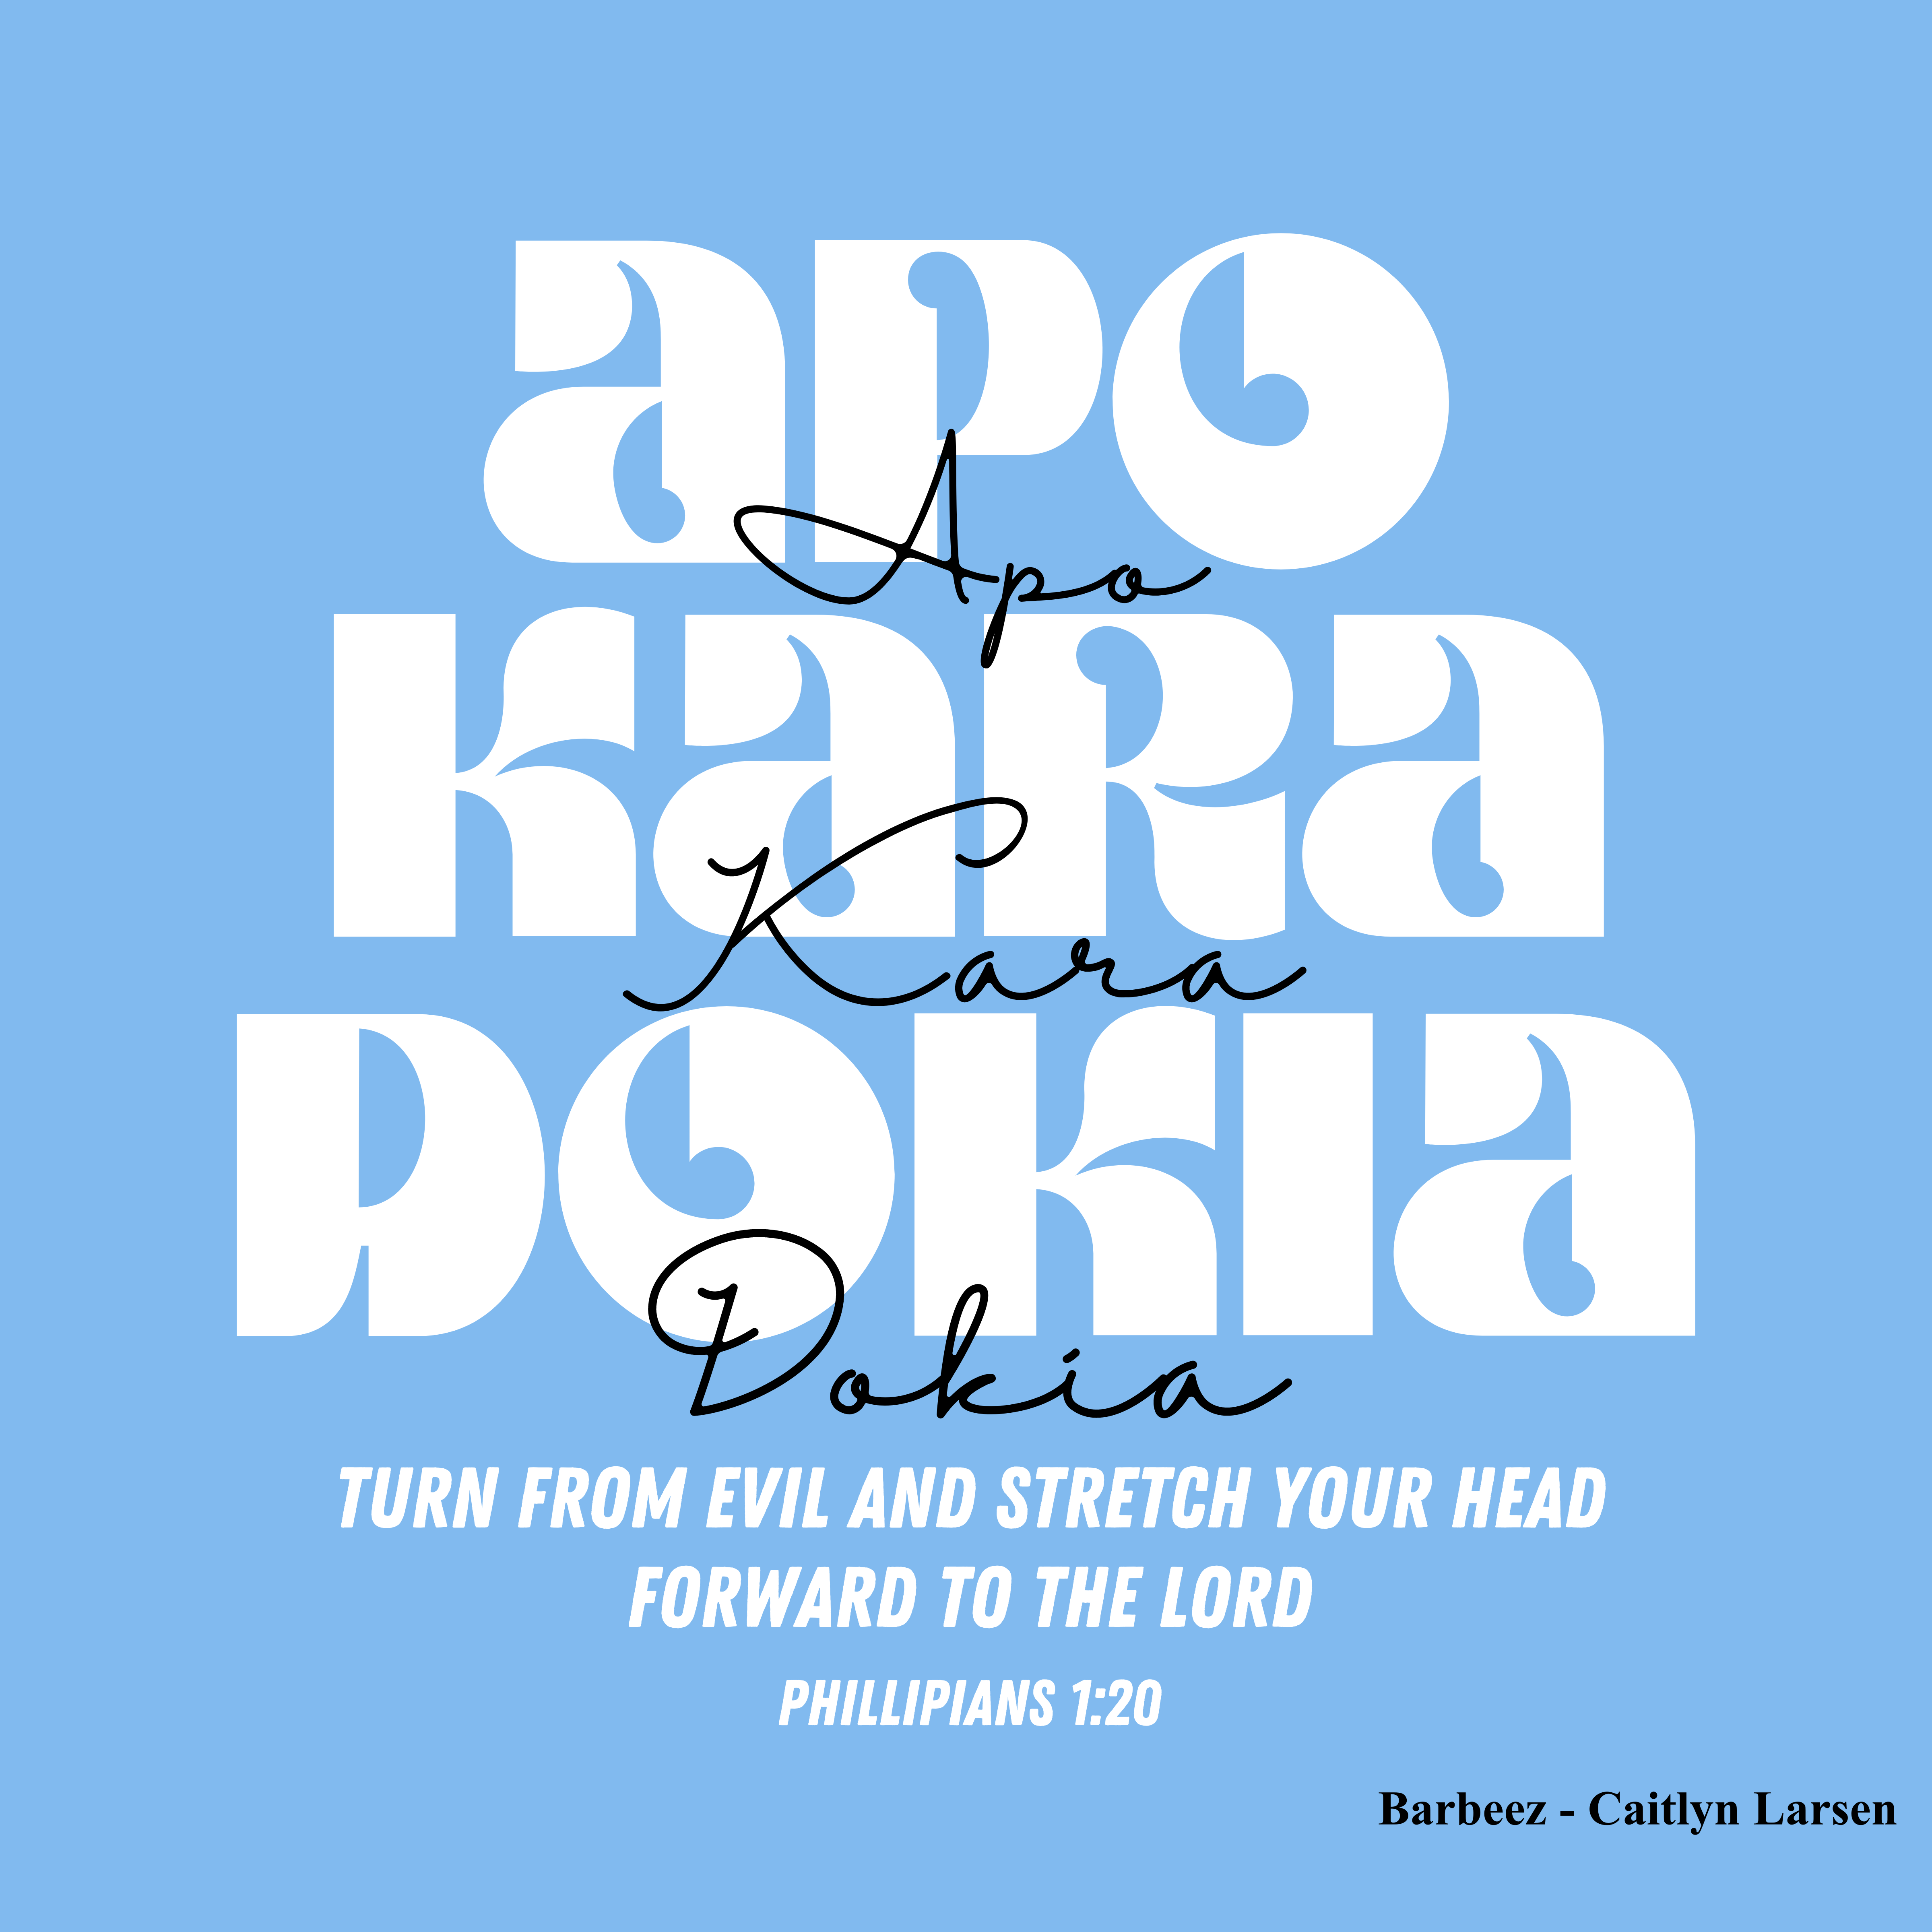 aPO
Apo
KaRa
Kara
DOKIa
Dokia
TURN FROM EVIL AND STRETCH YOUR HEAD
FORWARD TO THE LORD
PHILLIPIANS 1:20
Barbeez - Caitlyn Larsen